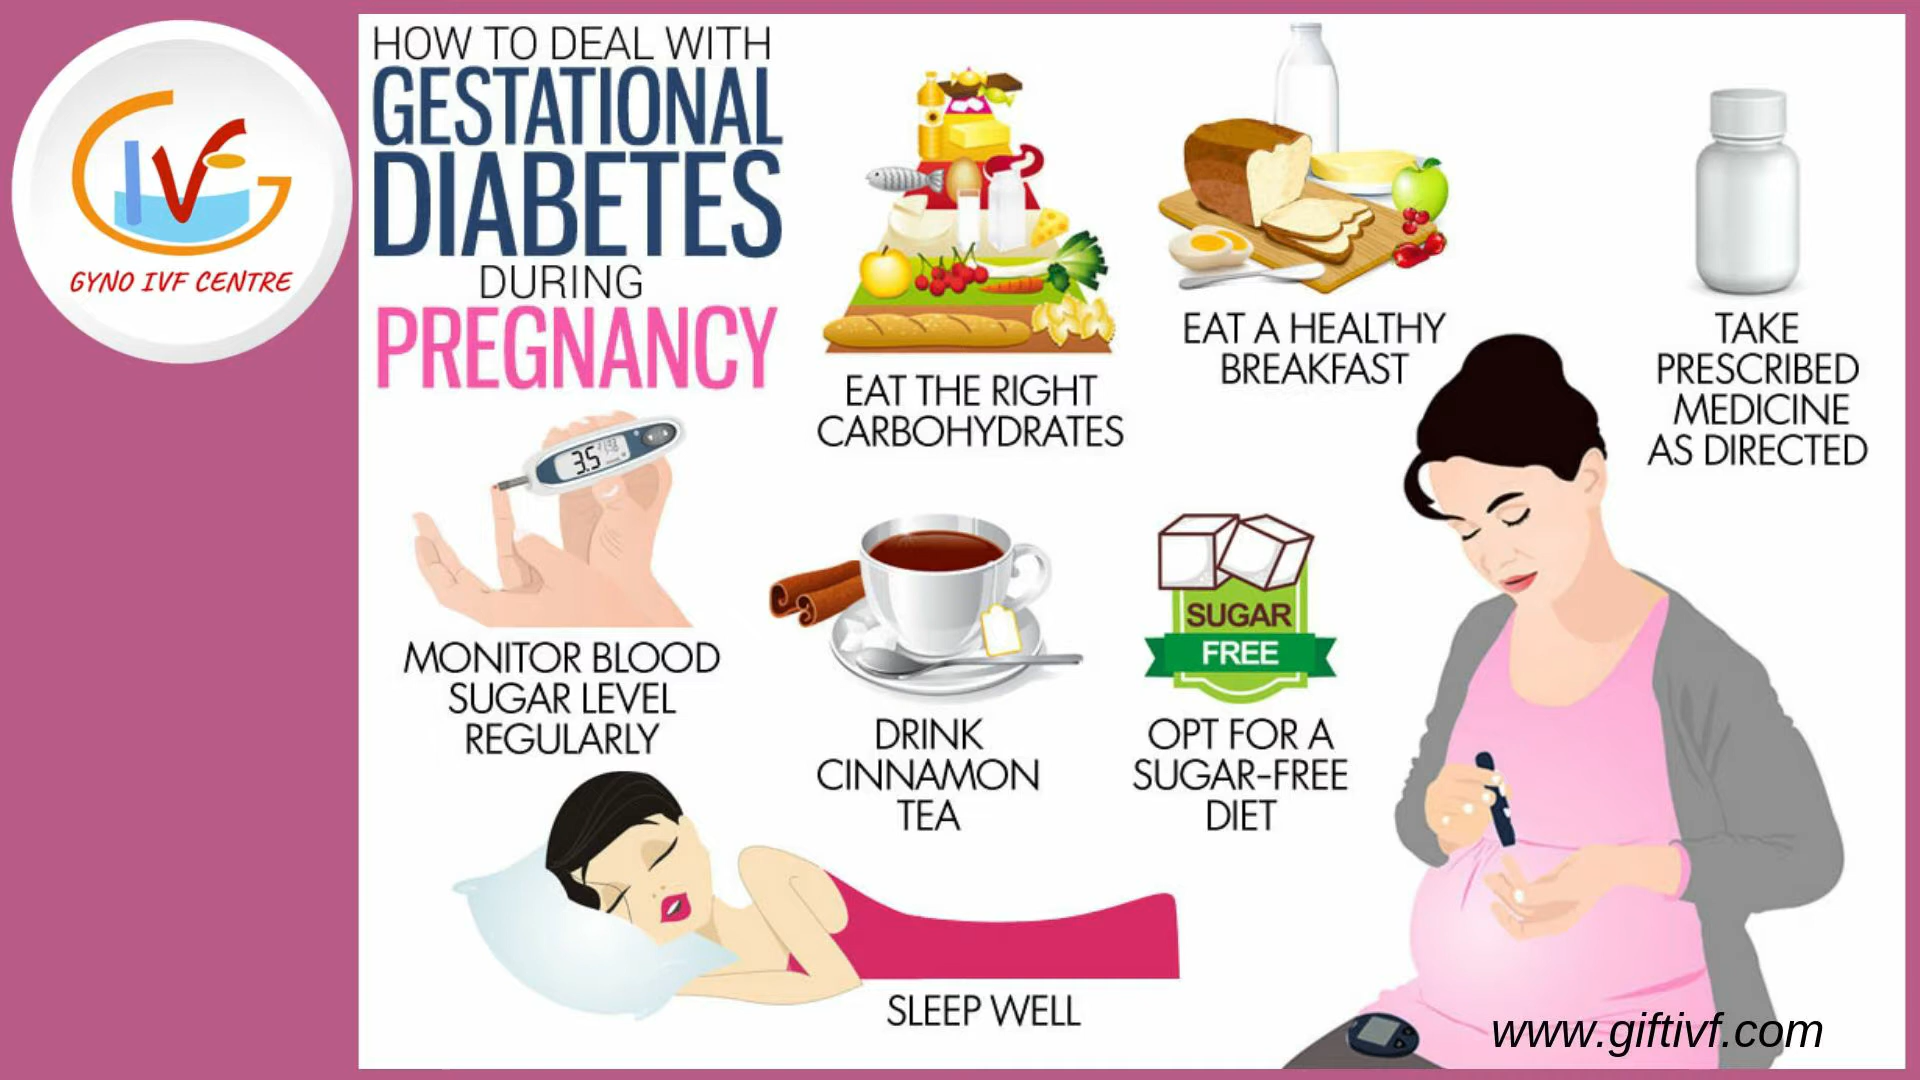 GIVF
GYNO IVF CENTRE
HOW TO DEAL WITH
GESTATIONAL
DIABETES
DURING
PREGNANCY
EAT THE RIGHT
CARBOHYDRATES
EAT A HEALTHY
BREAKFAST
TAKE
PRESCRIBED
MEDICINE
AS DIRECTED
3.5
MONITOR BLOOD
SUGAR LEVEL
REGULARLY
DRINK
CINNAMON
TEA
SUGAR
FREE
OPT FOR A
SUGAR-FREE
DIET
SLEEP WELL
www.giftivf.com